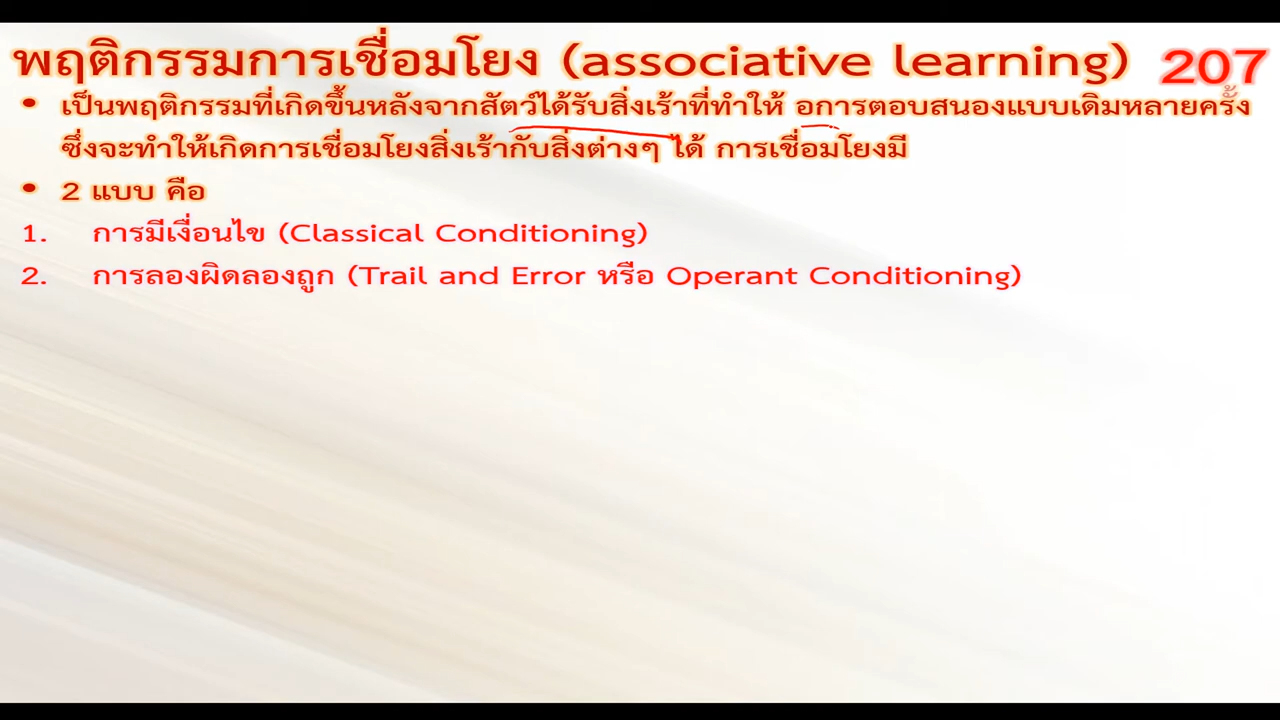 พฤติกรรมการเชื่อมโยง (associative learning) 207
• เป็นพฤติกรรมที่เกิดขึ้นหลังจากสัตว์ได้รับสิ่งเร้าที่ทำให้ อการตอบสนองแบบเดิมหลายครั้ง
ซึ่งจะทำให้เกิดการเชื่อมโยงสิ่งเร้ากับสิ่งต่างๆ ได้ การเชื่อมโยงมี
• 2 แบบ คือ
1. การมีเงื่อนไข (Classical Conditioning)
2. การลองผิดลองถูก (Trail and Error หรือ Operant Conditioning)